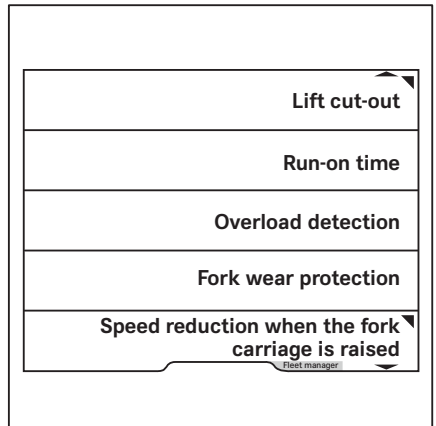 Lift cut-out
Run-on time
Overload detection
Fork wear protection
Speed reduction when the fork
carriage is raised
Fleet manager